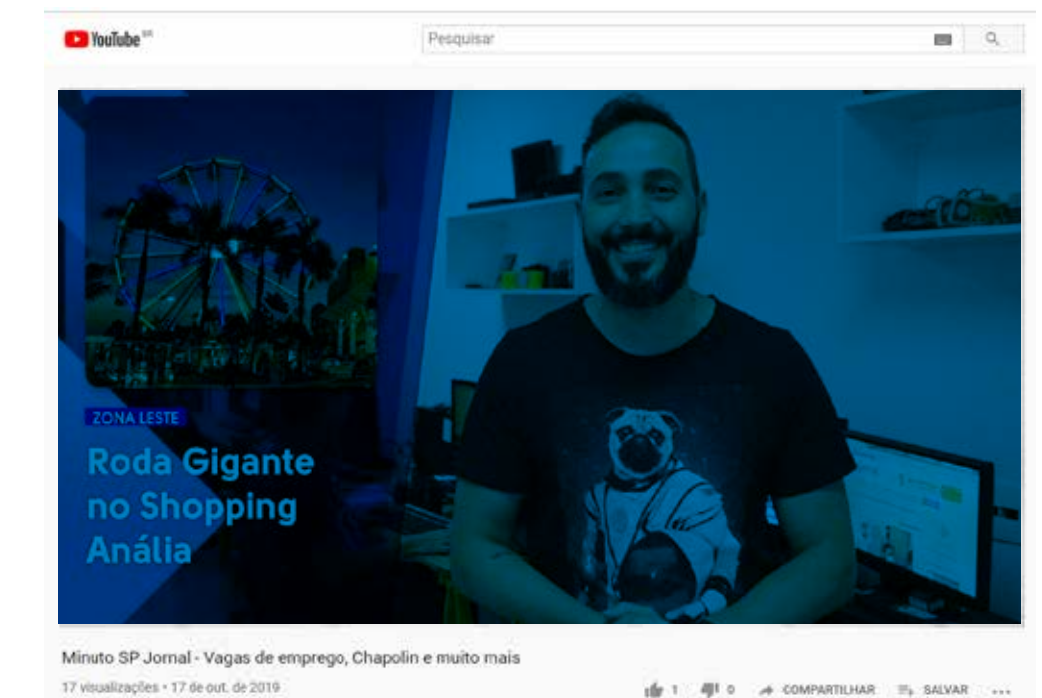 YouTube BR
Pesquisar
ZONA LESTE
Roda Gigante
no Shopping
Anália
Minuto SP Jornal - Vagas de emprego, Chapolin e muito mais
17 visualizações • 17 de out. de 2019
1 0 COMPARTILHAR SALVAR ...